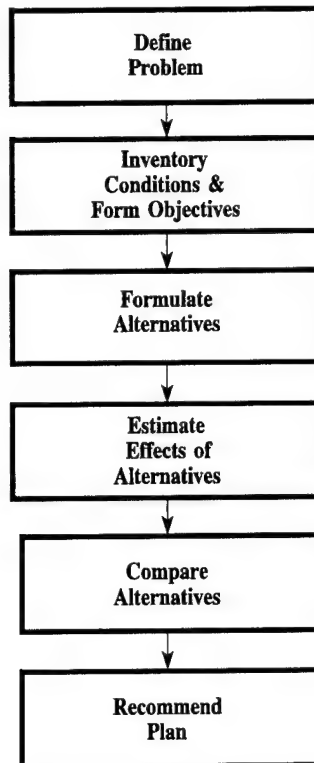 Define
Problem
Inventory
Conditions &
Form Objectives
Formulate
Alternatives
Estimate
Effects of
Alternatives
Compare
Alternatives
Recommend
Plan